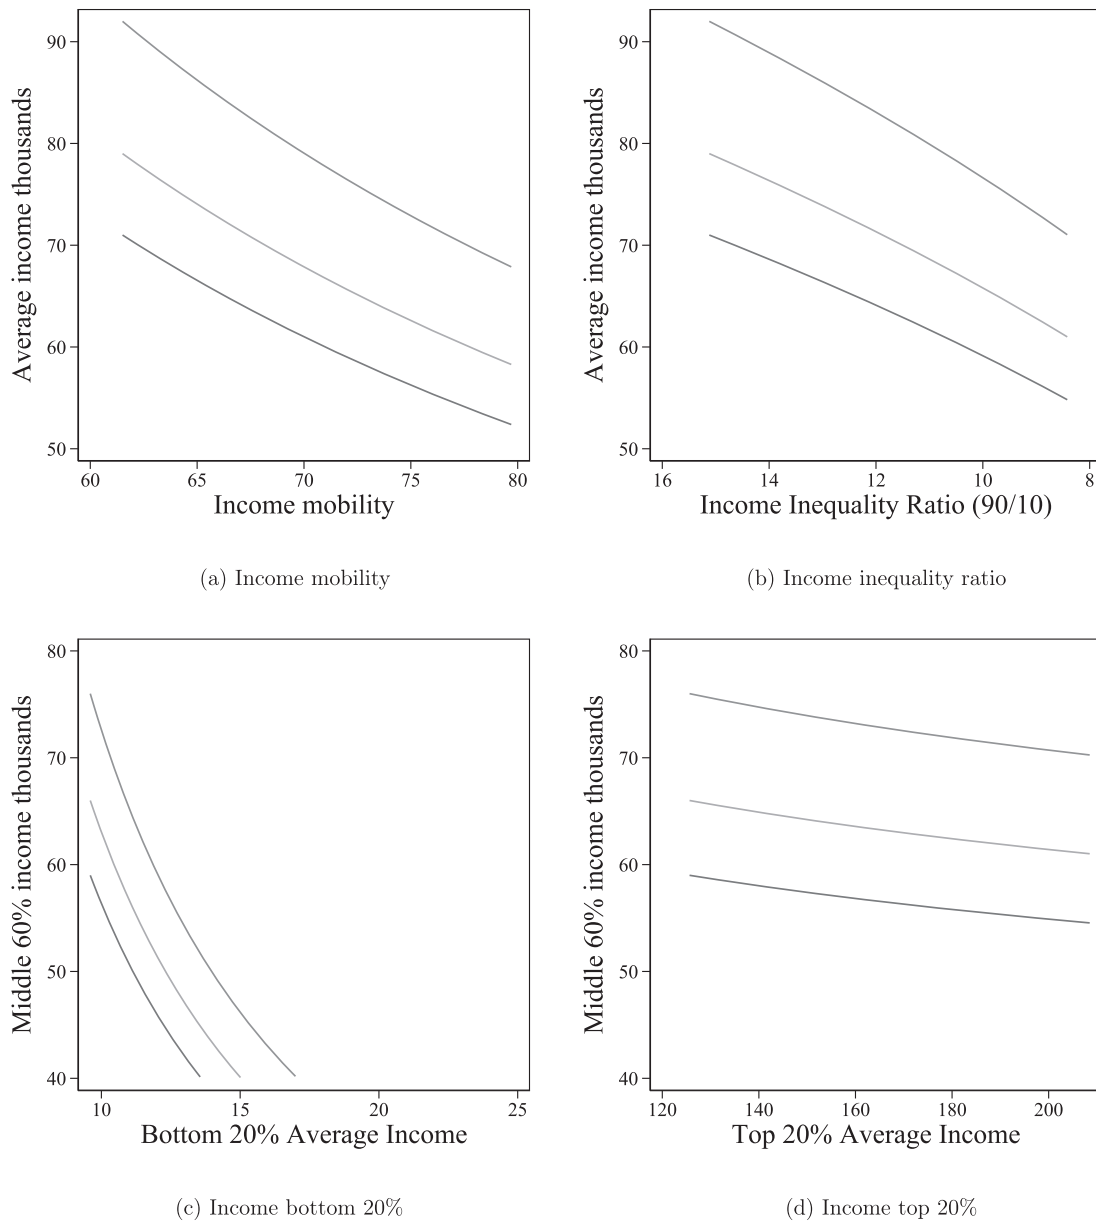 90
80
70
60
50
Average income thousands
60 65 70 75 80
Income mobility
(a) Income mobility
90
80
70
60
50
Average income thousands
16 14 12 10 8
Income Inequality Ratio (90/10)
(b) Income inequality ratio
80
70
60
50
40
Middle 60% income thousands
10 15 20 25
Bottom 20% Average Income
(c) Income bottom 20%
80
70
60
50
40
Middle 60% income thousands
120 140 160 180 200
Top 20% Average Income
(d) Income top 20%